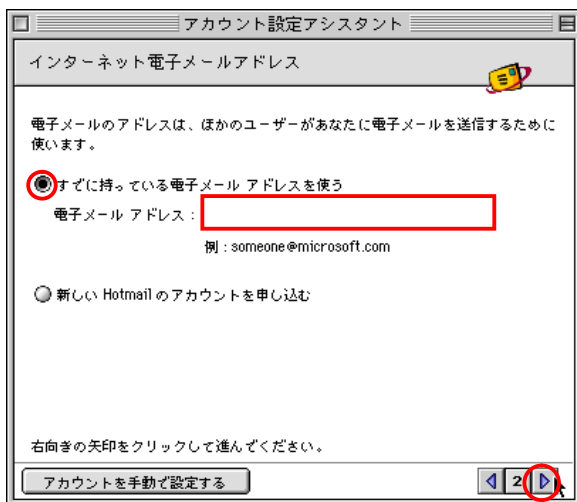 アカウント設定アシスタント
インターネット電子メールアドレス
電子メールのアドレスは、ほかのユーザーがあなたに電子メールを送信するために
使います。
すでに持っている電子メール アドレスを使う
電子メール アドレス：
例：someone@microsoft.com
新しい Hotmail のアカウントを申し込む
右向きの矢印をクリックして進んでください。
アカウントを手動で設定する
2